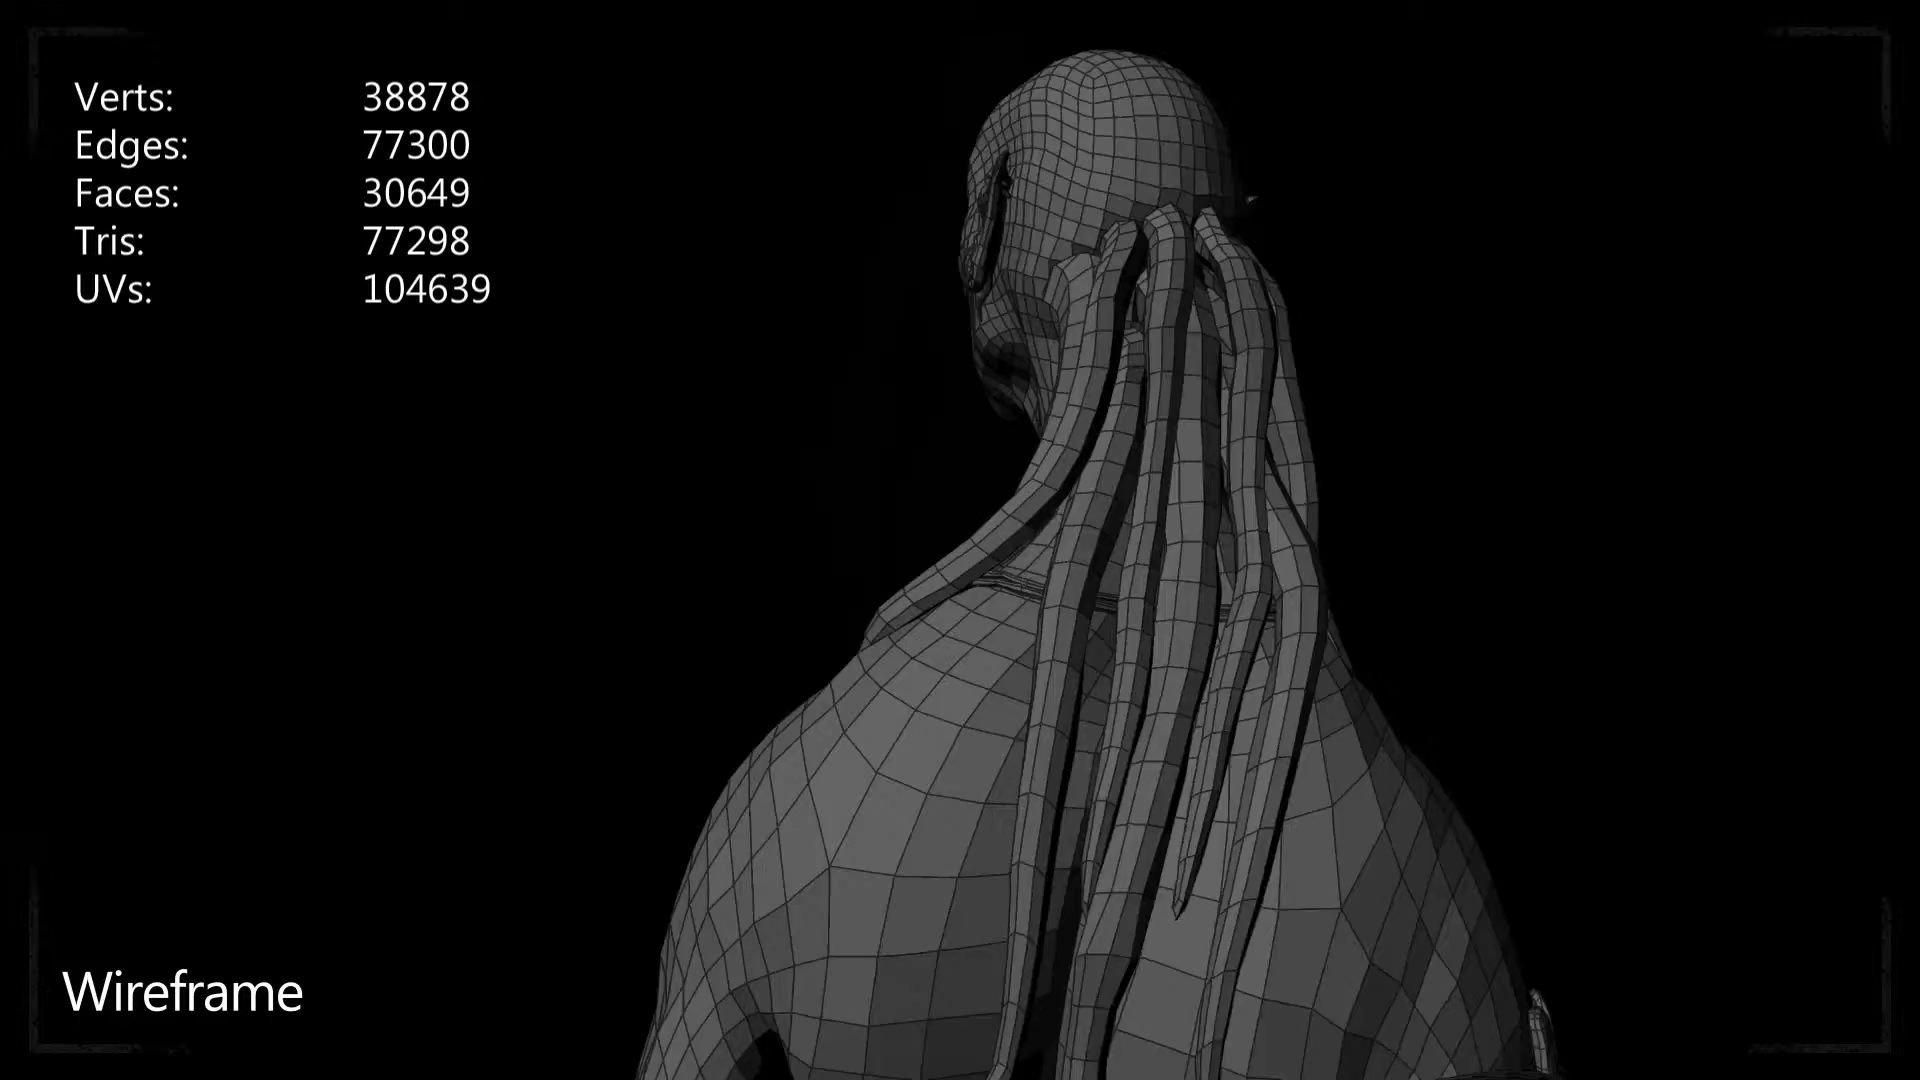 Verts: 38878
Edges: 77300
Faces: 30649
Tris: 77298
UVs: 104639
Wireframe